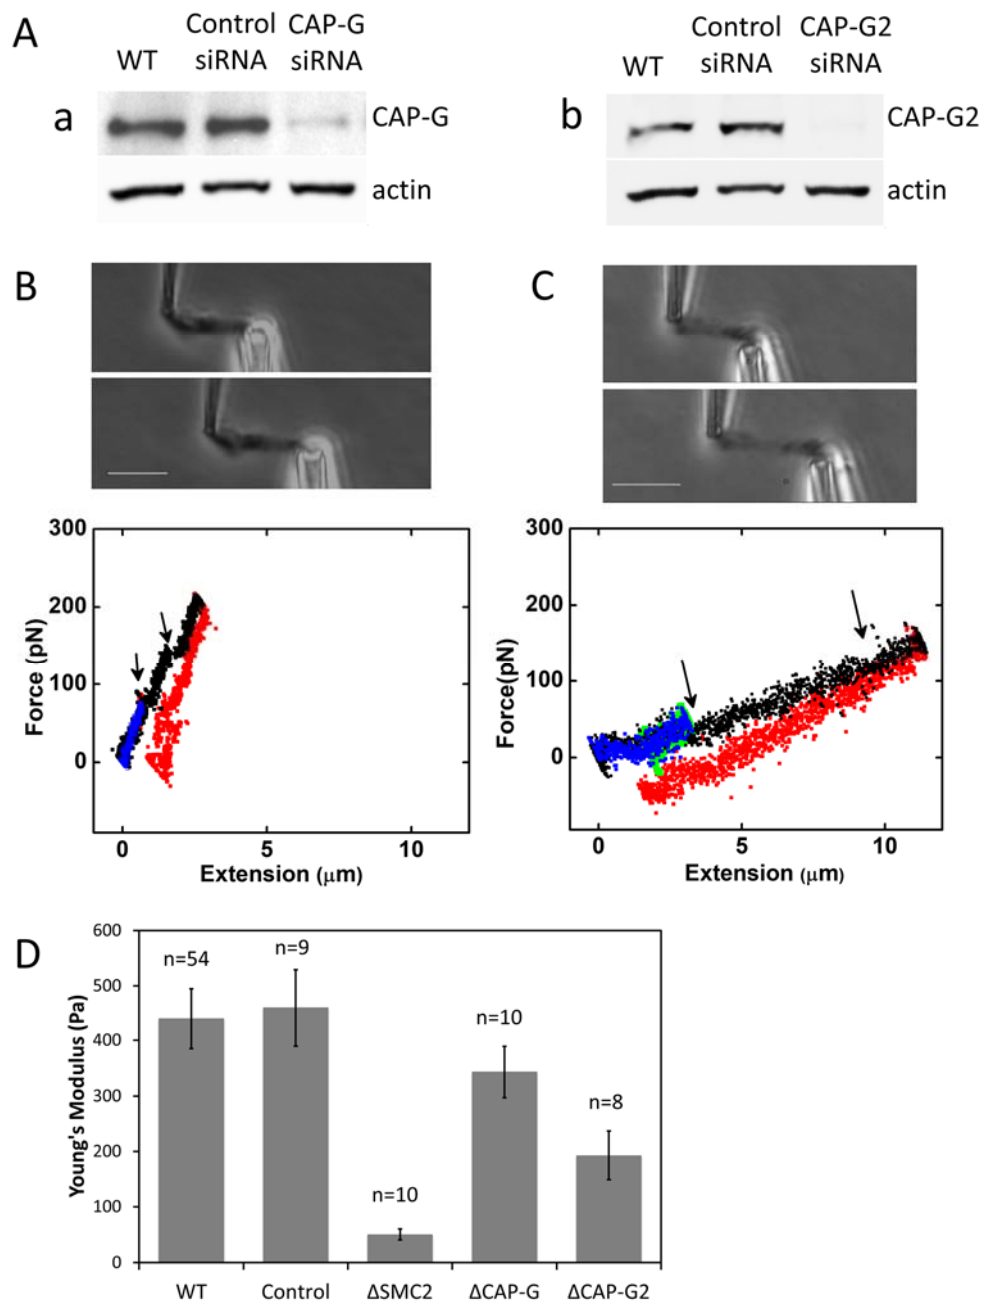 A
WT
Control
siRNA
CAP-G
siRNA
a
CAP-G
actin
WT
Control
siRNA
CAP-G2
siRNA
b
CAP-G2
actin
B
C
300
200
100
0
Force (pN)
0
5
10
Extension (μm)
300
200
100
0
Force(pN)
0
5
10
Extension (μm)
D
600
500
400
300
200
100
0
Young's Modulus (Pa)
n=54
n=9
n=10
n=10
n=8
WT
Control
ΔSMC2
ΔCAP-G
ΔCAP-G2